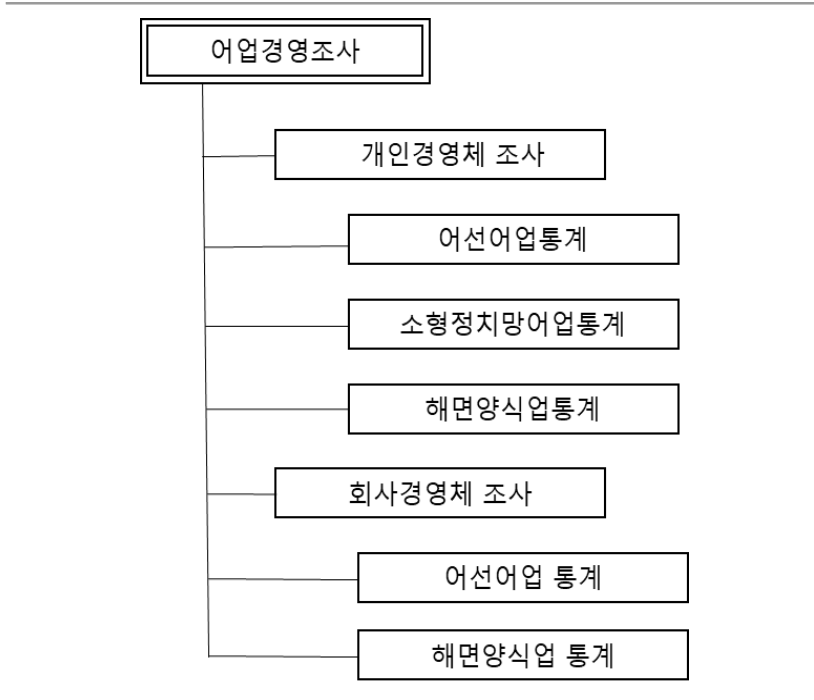 어업경영조사
개인경영체 조사
어선어업통계
소형정치망어업통계
해면양식업통계
회사경영체 조사
어선어업 통계
해면양식업 통계